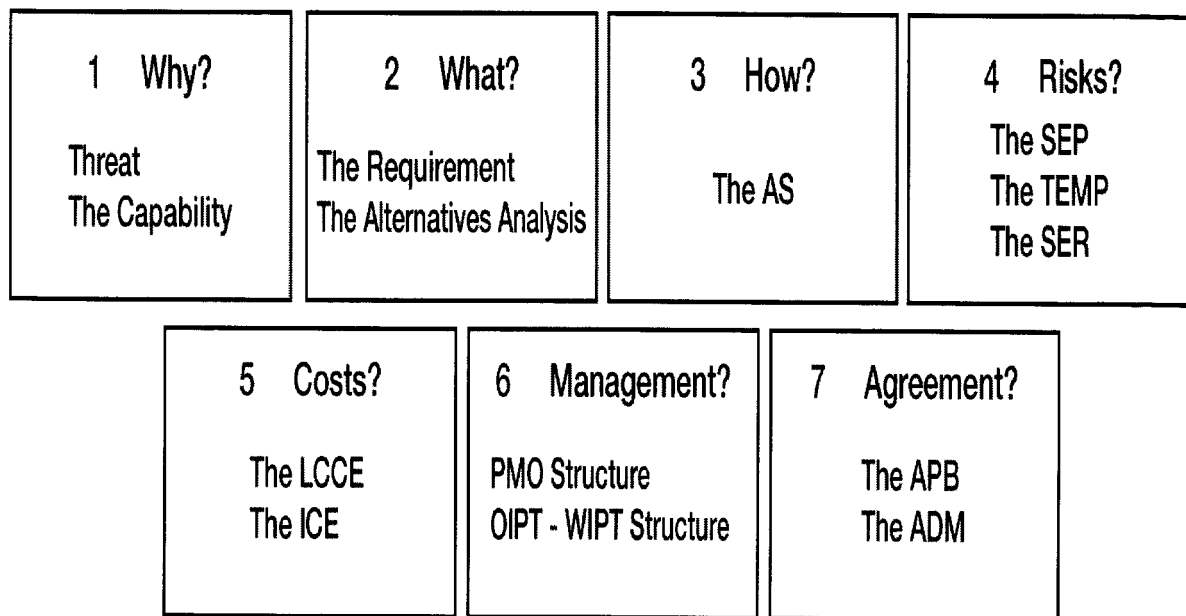 1 Why?
Threat
The Capability
2 What?
The Requirement
The Alternatives Analysis
3 How?
The AS
4 Risks?
The SEP
The TEMP
The SER
5 Costs?
The LCCE
The ICE
6 Management?
PMO Structure
OIPT - WIPT Structure
7 Agreement?
The APB
The ADM